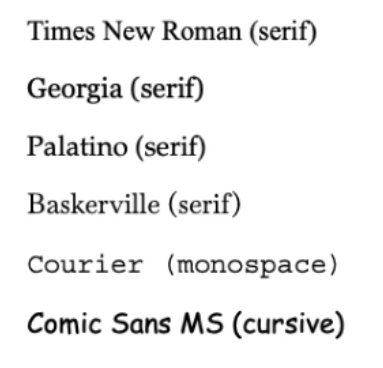 Times New Roman (serif)
Georgia (serif)
Palatino (serif)
Baskerville (serif)
Courier (monospace)
Comic Sans MS (cursive)